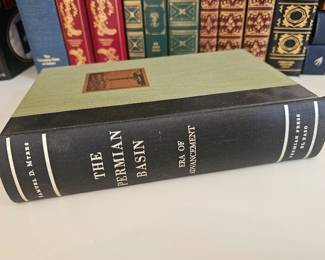 SAMUEL D. MYRES
THE
PERMIAN
BASIN
ERA OF
ADVANCEMENT
PERMIAN PRESS
EL PASO